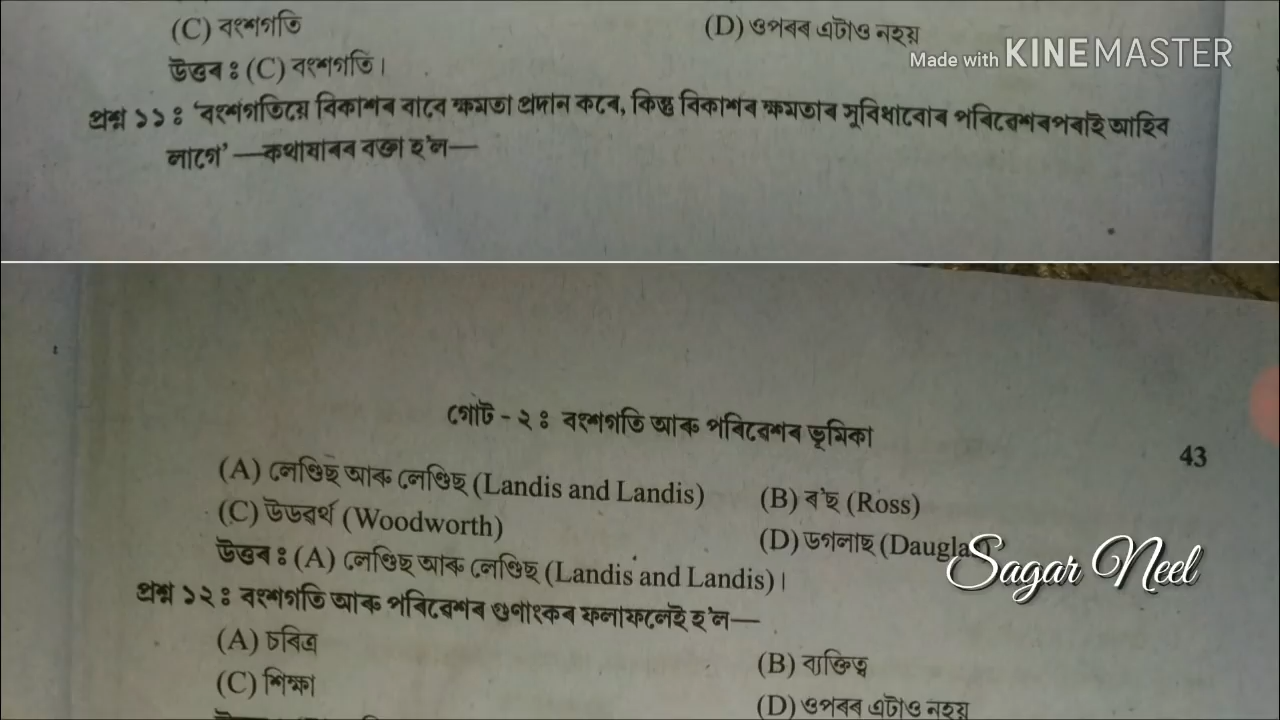 (C) বংশগতি (D) ওপৰৰ এটাও নহয়
Made with KINEMASTER
উত্তৰ ঃ (C) বংশগতি।
প্ৰশ্ন ১১ ঃ ‘বংশগতিয়ে বিকাশৰ বাবে ক্ষমতা প্ৰদান কৰে, কিন্তু বিকাশৰ ক্ষমতাৰ সুবিধাবোৰ পৰিৱেশৰপৰাই আহিব
লাগে’ —কথাষাৰৰ বক্তা হ’ল—
গোট - ২ ঃ বংশগতি আৰু পৰিৱেশৰ ভূমিকা
43
(A) লেণ্ডিছ আৰু লেণ্ডিছ (Landis and Landis) (B) ৰ’ছ (Ross)
(C) উডৱৰ্থ (Woodworth) (D) ডগলাছ
উত্তৰ ঃ (A) লেণ্ডিছ আৰু লেণ্ডিছ (Landis and Landis)।
Sagar Neel
প্ৰশ্ন ১২ ঃ বংশগতি আৰু পৰিৱেশৰ গুণাংকৰ ফলাফলেই হ’ল—
(A) চৰিত্ৰ (B) ব্যক্তিত্ব
(C) শিক্ষা (D) ওপৰৰ এটাও নহয়